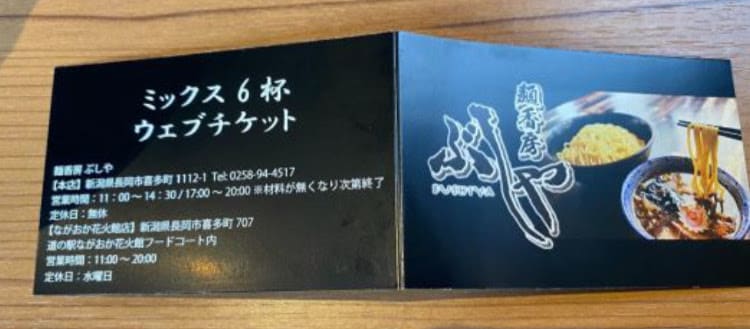 ミックス 6 杯
ウェブチケット
麺香房 ぶしや
【本店】新潟県長岡市喜多町 1112-1 Tel: 0258-94-4517
営業時間：11：00〜14：30 / 17:00 〜 20:00 ※材料が無くなり次第終了
定休日：無休
【ながおか花火館店】新潟県長岡市喜多町 707
道の駅ながおか花火館フードコート内
営業時間：11:00〜 20:00
定休日：水曜日
麺香房
ぶしや
BUSHIYA